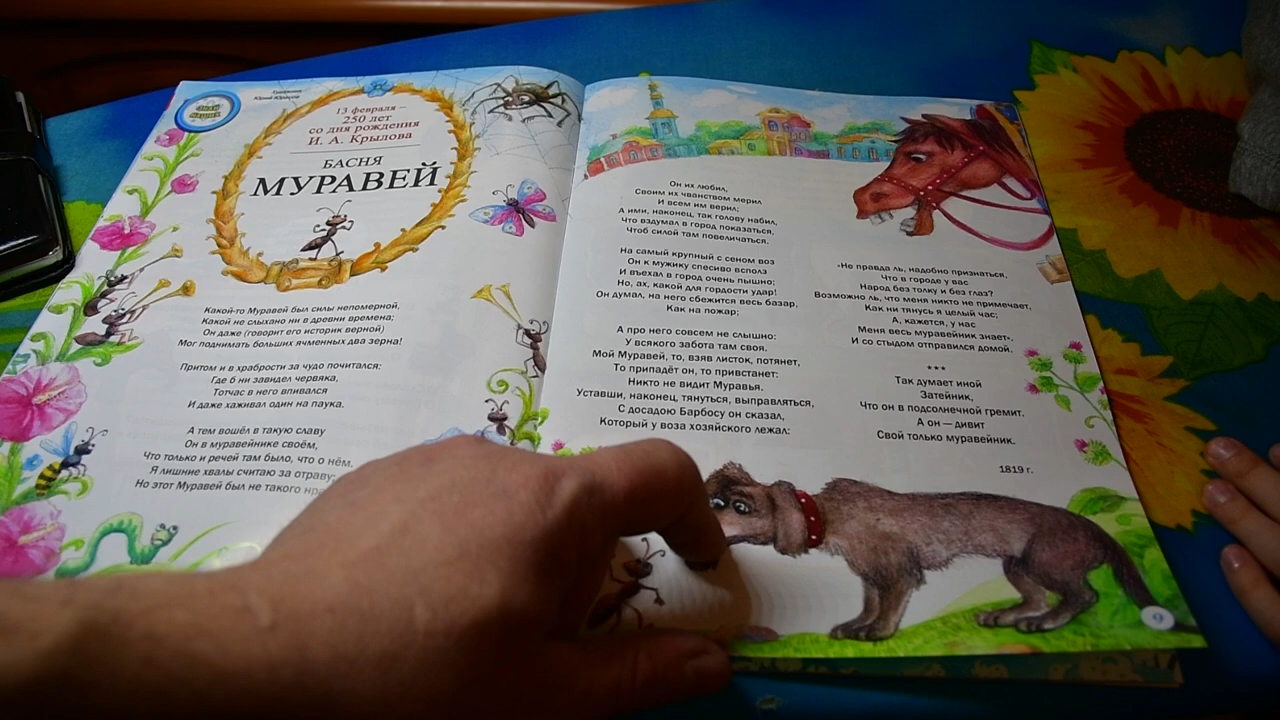 Художник
Юрий Юрасов
13 февраля –
250 лет
со дня рождения
И. А. Крылова
БАСНЯ
МУРАВЕЙ
Какой-то Муравей был силы непомерной,
Какой не слыхано ни в древни времена;
Он даже (говорит его историк верной)
Мог поднимать больших ячменных два зерна!
Притом и в храбрости за чудо почитался:
Где б ни завидел червяка,
Тотчас в него впивался
И даже хаживал один на паука.
А тем вошёл в такую славу
Он в муравейнике своём,
Что только и речей там было, что о нём,
Я лишние хвалы считаю за отраву;
Но этот Муравей был не такого
Он их любил,
Своим их чванством мерил
И всем им верил;
А ими, наконец, так голову набил,
Что вздумал в город показаться,
Чтоб силой там повеличаться.
На самый крупный с сеном воз
Он к мужику спесиво всполз
И въехал в город очень пышно;
Но, ах, какой для гордости удар!
Он думал, на него сбежится весь базар,
Как на пожар;
А про него совсем не слышно:
У всякого забота там своя.
Мой Муравей, то, взяв листок, потянет,
То припадёт он, то привстанет:
Никто не видит Муравья.
Уставши, наконец, тянуться, выправляться,
С досадою Барбосу он сказал,
Который у воза хозяйского лежал:
«Не правда ль, надобно признаться,
Что в городе у вас
Народ без толку и без глаз?
Возможно ль, что меня никто не примечает,
Как ни тянусь я целый час;
А, кажется, у нас
Меня весь муравейник знает».
И со стыдом отправился домой.
***
Так думает иной
Затейник,
Что он в подсолнечной гремит.
А он — дивит
Свой только муравейник.
1819 г.
9